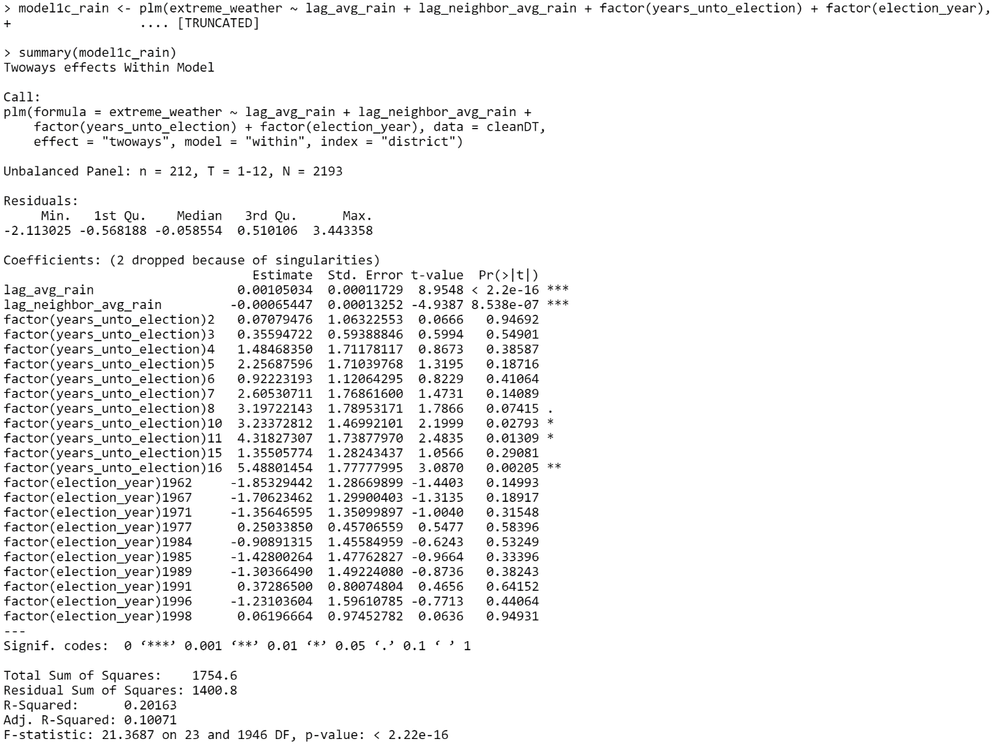 > model1c_rain <- plm(extreme_weather ~ lag_avg_rain + lag_neighbor_avg_rain + factor(years_unto_election) + factor(election_year),
+                 .... [TRUNCATED]
> summary(model1c_rain)
Twoways effects Within Model
Call:
plm(formula = extreme_weather ~ lag_avg_rain + lag_neighbor_avg_rain +
    factor(years_unto_election) + factor(election_year), data = cleanDT,
    effect = "twoways", model = "within", index = "district")
Unbalanced Panel: n = 212, T = 1-12, N = 2193
Residuals:
     Min.   1st Qu.    Median   3rd Qu.      Max.
-2.113025 -0.568188 -0.058554  0.510106  3.443358
Coefficients: (2 dropped because of singularities)
                                 Estimate  Std. Error t-value  Pr(>|t|)
lag_avg_rain                   0.00105034  0.00011729  8.9548 < 2.2e-16 ***
lag_neighbor_avg_rain         -0.00065447  0.00013252 -4.9387 8.538e-07 ***
factor(years_unto_election)2   0.07079476  1.06322553  0.0666   0.94692
factor(years_unto_election)3   0.35594722  0.59388846  0.5994   0.54901
factor(years_unto_election)4   1.48468350  1.71178117  0.8673   0.38587
factor(years_unto_election)5   2.25687596  1.71039768  1.3195   0.18716
factor(years_unto_election)6   0.92223193  1.12064295  0.8229   0.41064
factor(years_unto_election)7   2.60530711  1.76861600  1.4731   0.14089
factor(years_unto_election)8   3.19722143  1.78953171  1.7866   0.07415 .
factor(years_unto_election)10  3.23372812  1.46992101  2.1999   0.02793 *
factor(years_unto_election)11  4.31827307  1.73877970  2.4835   0.01309 *
factor(years_unto_election)15  1.35505774  1.28243437  1.0566   0.29081
factor(years_unto_election)16  5.48801454  1.77777995  3.0870   0.00205 **
factor(election_year)1962     -1.85329442  1.28669899 -1.4403   0.14993
factor(election_year)1967     -1.70623462  1.29900403 -1.3135   0.18917
factor(election_year)1971     -1.35646595  1.35099897 -1.0040   0.31548
factor(election_year)1977      0.25033850  0.45706559  0.5477   0.58396
factor(election_year)1984     -0.90891315  1.45584959 -0.6243   0.53249
factor(election_year)1985     -1.42800264  1.47762827 -0.9664   0.33396
factor(election_year)1989     -1.30366490  1.49224080 -0.8736   0.38243
factor(election_year)1991      0.37286500  0.80074804  0.4656   0.64152
factor(election_year)1996     -1.23103604  1.59610785 -0.7713   0.44064
factor(election_year)1998      0.06196664  0.97452782  0.0636   0.94931
---
Signif. codes:  0 ‘***’ 0.001 ‘**’ 0.01 ‘*’ 0.05 ‘.’ 0.1 ‘ ’ 1
Total Sum of Squares:    1754.6
Residual Sum of Squares: 1400.8
R-Squared:      0.20163
Adj. R-Squared: 0.10071
F-statistic: 21.3687 on 23 and 1946 DF, p-value: < 2.22e-16